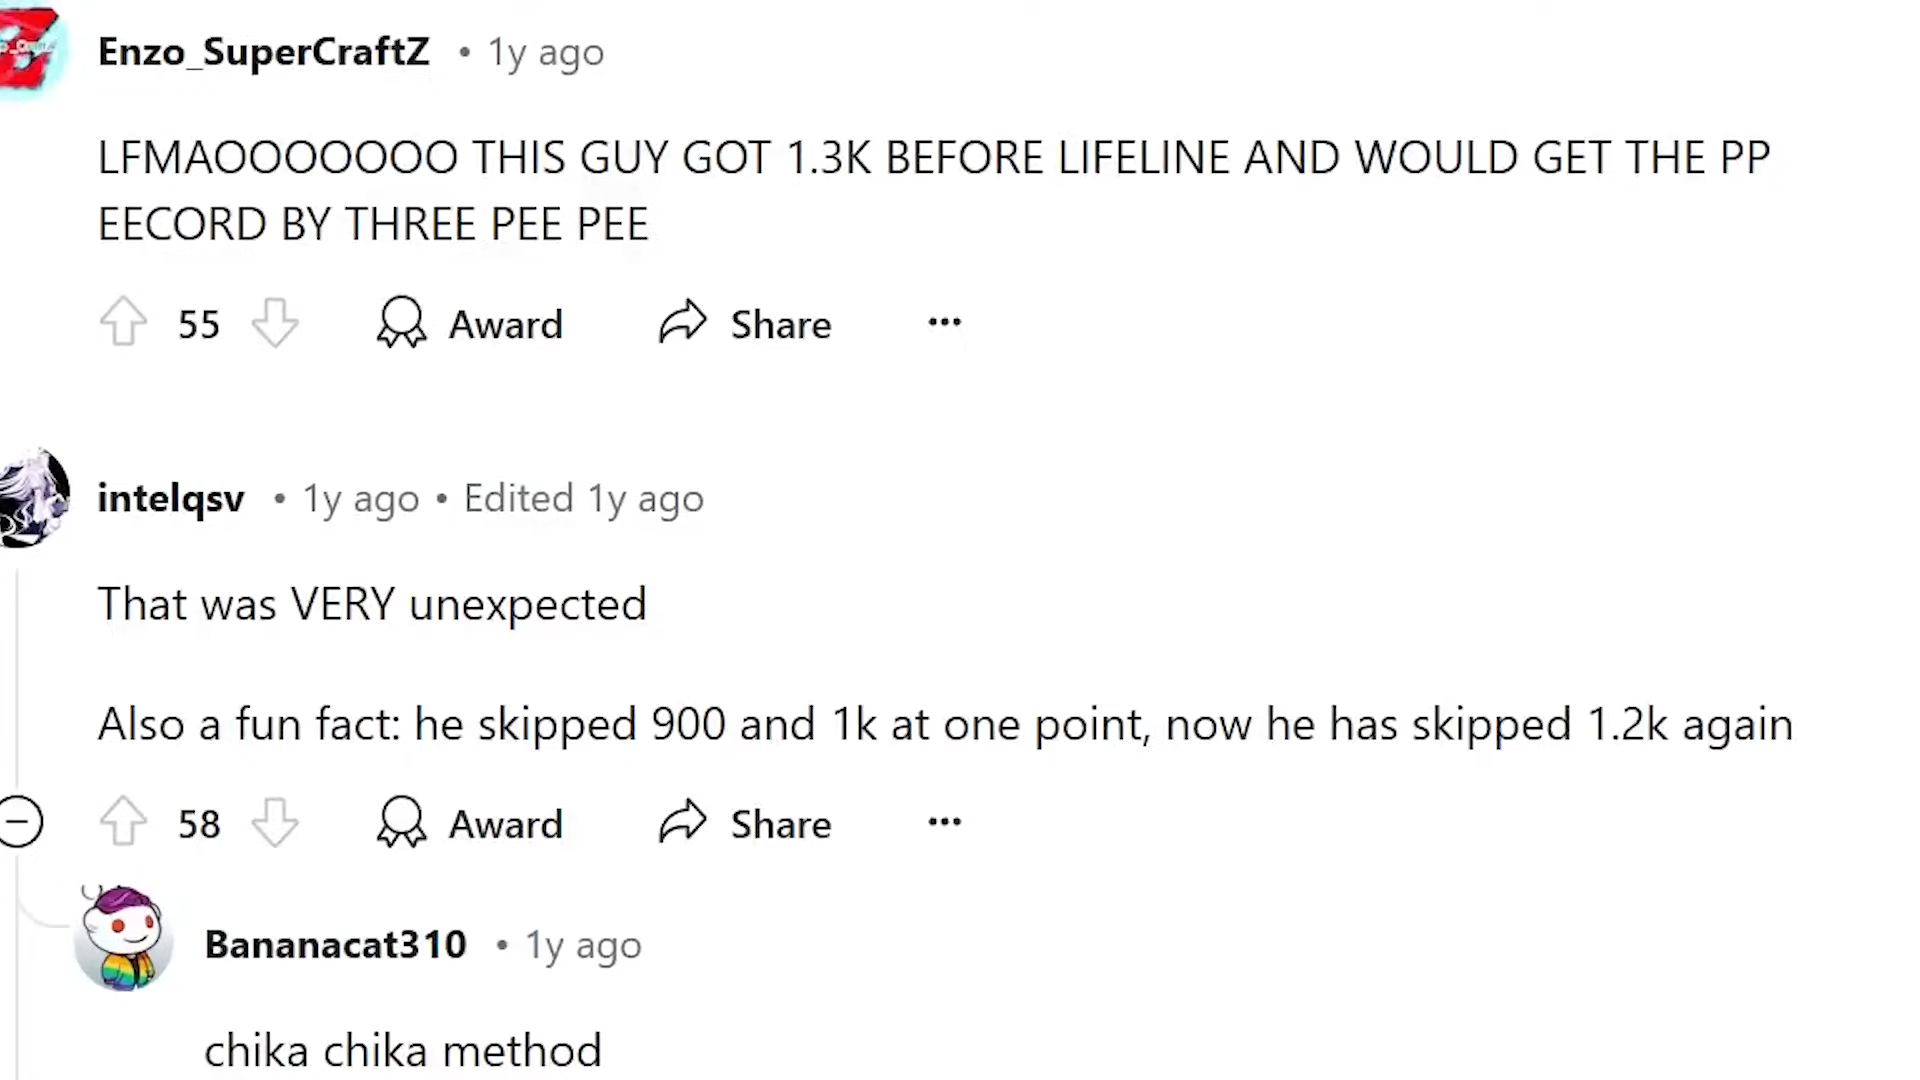 Enzo_SuperCraftZ • 1y ago
LFMAOOOOOOO THIS GUY GOT 1.3K BEFORE LIFELINE AND WOULD GET THE PP
EECORD BY THREE PEE PEE
55 Award Share ...
intelqsv • 1y ago • Edited 1y ago
That was VERY unexpected
Also a fun fact: he skipped 900 and 1k at one point, now he has skipped 1.2k again
58 Award Share ...
Bananacat310 • 1y ago
chika chika method